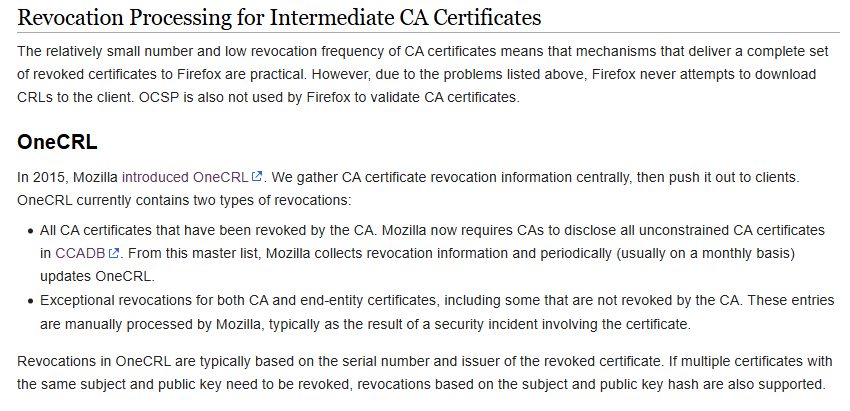 Revocation Processing for Intermediate CA Certificates
The relatively small number and low revocation frequency of CA certificates means that mechanisms that deliver a complete set
of revoked certificates to Firefox are practical. However, due to the problems listed above, Firefox never attempts to download
CRLs to the client. OCSP is also not used by Firefox to validate CA certificates.
OneCRL
In 2015, Mozilla introduced OneCRL. We gather CA certificate revocation information centrally, then push it out to clients.
OneCRL currently contains two types of revocations:
• All CA certificates that have been revoked by the CA. Mozilla now requires CAs to disclose all unconstrained CA certificates
in CCADB. From this master list, Mozilla collects revocation information and periodically (usually on a monthly basis)
updates OneCRL.
• Exceptional revocations for both CA and end-entity certificates, including some that are not revoked by the CA. These entries
are manually processed by Mozilla, typically as the result of a security incident involving the certificate.
Revocations in OneCRL are typically based on the serial number and issuer of the revoked certificate. If multiple certificates with
the same subject and public key need to be revoked, revocations based on the subject and public key hash are also supported.